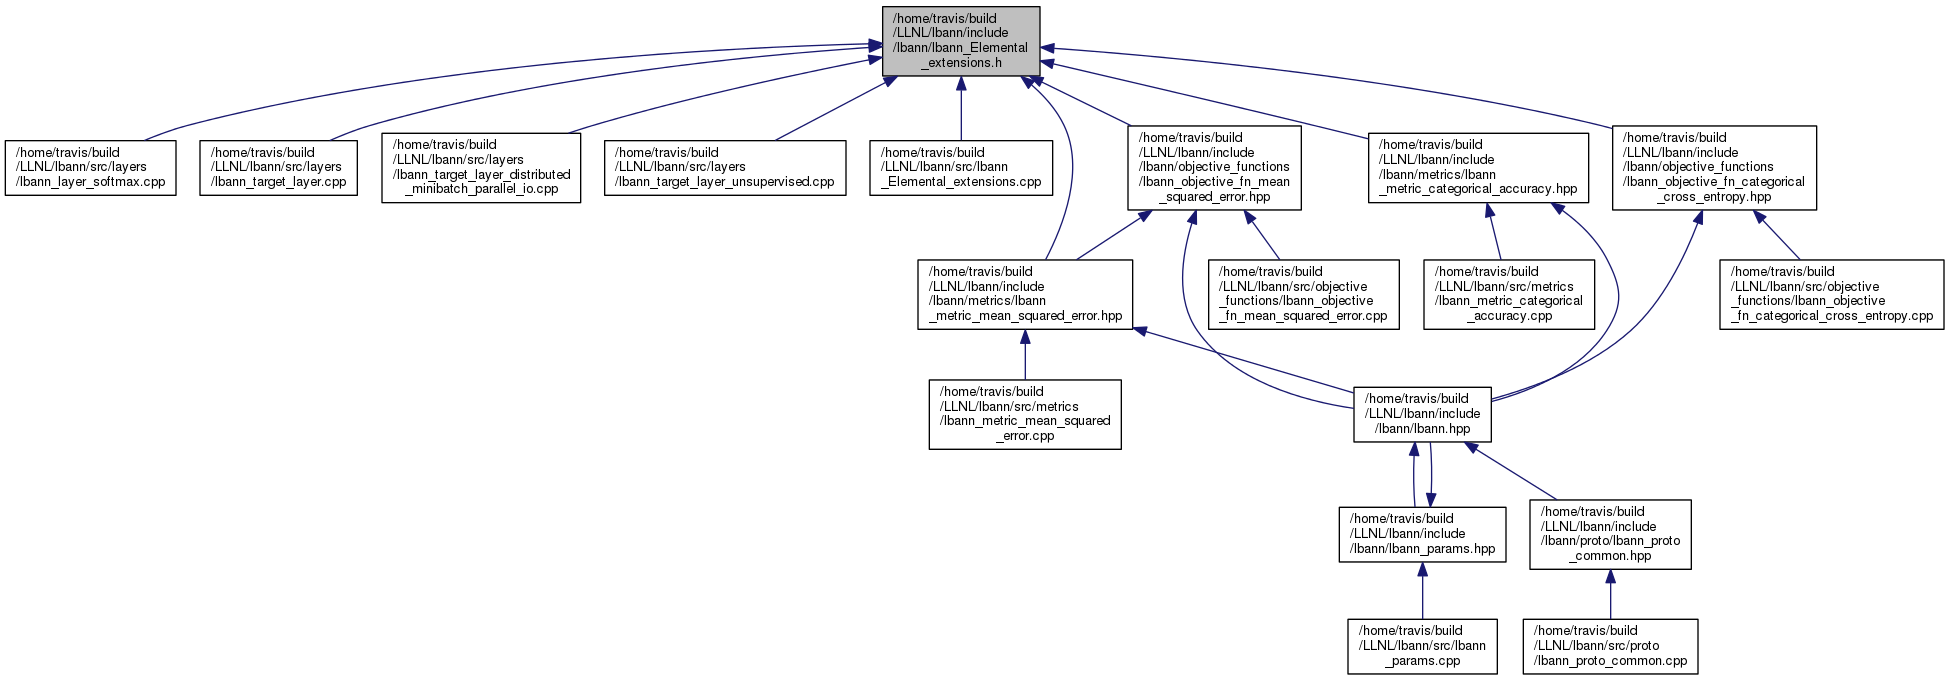 /home/travis/build
/LLNL/lbann/include
/lbann/lbann_Elemental
_extensions.h
/home/travis/build
/LLNL/lbann/src/layers
/lbann_layer_softmax.cpp
/home/travis/build
/LLNL/lbann/src/layers
/lbann_target_layer.cpp
/home/travis/build
/LLNL/lbann/src/layers
/lbann_target_layer_distributed
_minibatch_parallel_io.cpp
/home/travis/build
/LLNL/lbann/src/layers
/lbann_target_layer_unsupervised.cpp
/home/travis/build
/LLNL/lbann/src/lbann
_Elemental_extensions.cpp
/home/travis/build
/LLNL/lbann/include
/lbann/objective_functions
/lbann_objective_fn_mean
_squared_error.hpp
/home/travis/build
/LLNL/lbann/include
/lbann/metrics/lbann
_metric_categorical_accuracy.hpp
/home/travis/build
/LLNL/lbann/include
/lbann/objective_functions
/lbann_objective_fn_categorical
_cross_entropy.hpp
/home/travis/build
/LLNL/lbann/include
/lbann/metrics/lbann
_metric_mean_squared_error.hpp
/home/travis/build
/LLNL/lbann/src/objective
_functions/lbann_objective
_fn_mean_squared_error.cpp
/home/travis/build
/LLNL/lbann/src/metrics
/lbann_metric_categorical
_accuracy.cpp
/home/travis/build
/LLNL/lbann/src/objective
_functions/lbann_objective
_fn_categorical_cross_entropy.cpp
/home/travis/build
/LLNL/lbann/src/metrics
/lbann_metric_mean_squared
_error.cpp
/home/travis/build
/LLNL/lbann/include
/lbann/lbann.hpp
/home/travis/build
/LLNL/lbann/include
/lbann/lbann_params.hpp
/home/travis/build
/LLNL/lbann/include
/lbann/proto/lbann_proto
_common.hpp
/home/travis/build
/LLNL/lbann/src/lbann
_params.cpp
/home/travis/build
/LLNL/lbann/src/proto
/lbann_proto_common.cpp